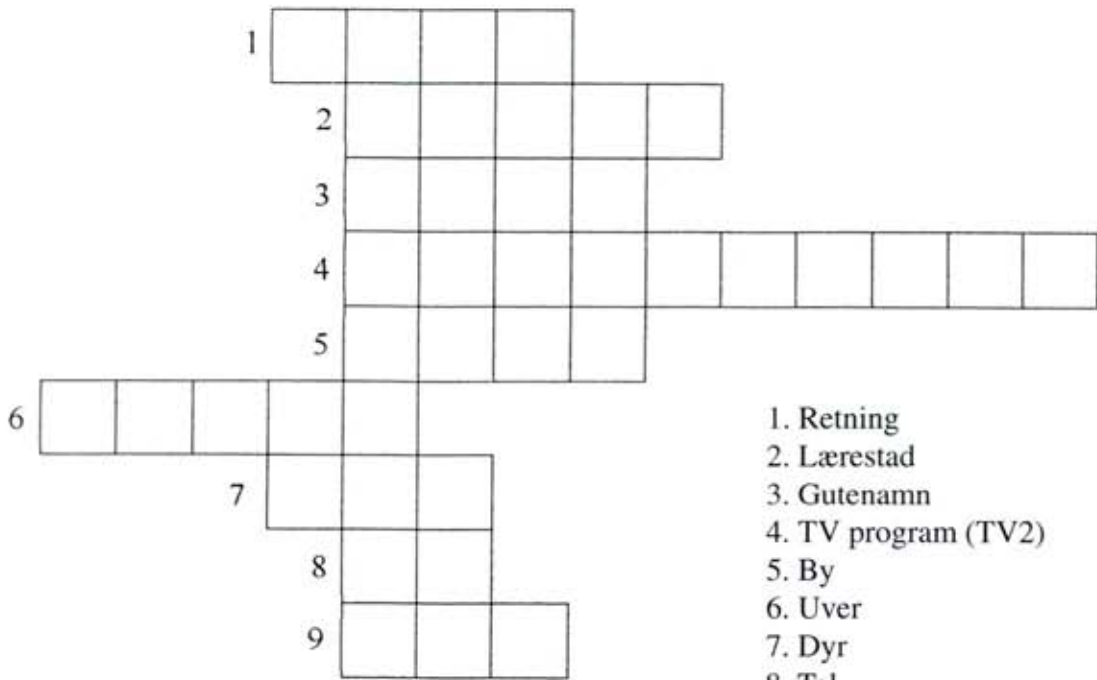 1
2
3
4
5
6
7
8
9
1. Retning
2. Lærestad
3. Gutenamn
4. TV program (TV2)
5. By
6. Uver
7. Dyr